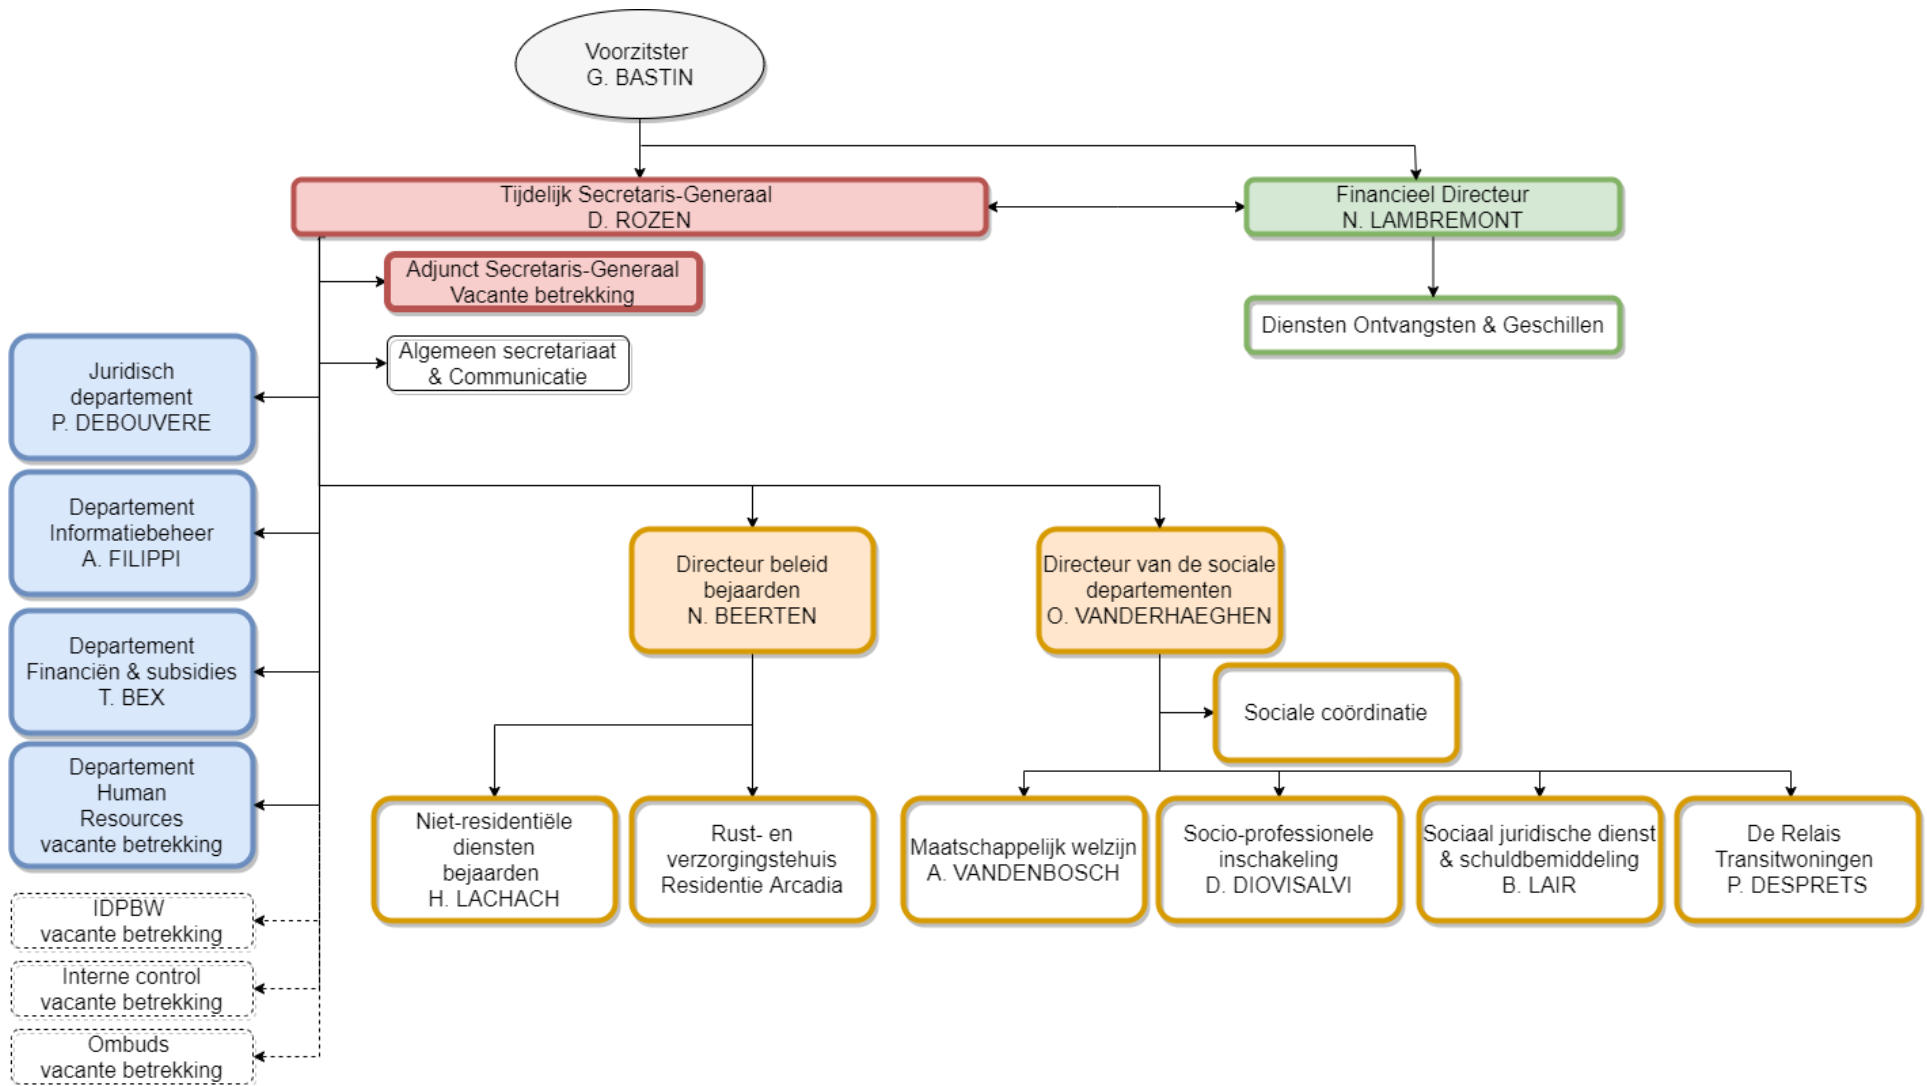 Voorzitster
G. BASTIN
Tijdelijk Secretaris-Generaal
D. ROZEN
Financieel Directeur
N. LAMBREMONT
Adjunct Secretaris-Generaal
Vacante betrekking
Diensten Ontvangsten & Geschillen
Algemeen secretariaat
& Communicatie
Juridisch
departement
P. DEBOUVERE
Departement
Informatiebeheer
A. FILIPPI
Departement
Financiën & subsidies
T. BEX
Departement
Human
Resources
vacante betrekking
IDPBW
vacante betrekking
Interne control
vacante betrekking
Ombuds
vacante betrekking
Directeur beleid
bejaarden
N. BEERTEN
Directeur van de sociale
departementen
O. VANDERHAEGHEN
Sociale coördinatie
Niet-residentiële
diensten
bejaarden
H. LACHACH
Rust- en
verzorgingstehuis
Residentie Arcadia
Maatschappelijk welzijn
A. VANDENBOSCH
Socio-professionele
inschakeling
D. DIOVISALVI
Sociaal juridische dienst
& schuldbemiddeling
B. LAIR
De Relais
Transitwoningen
P. DESPRETS